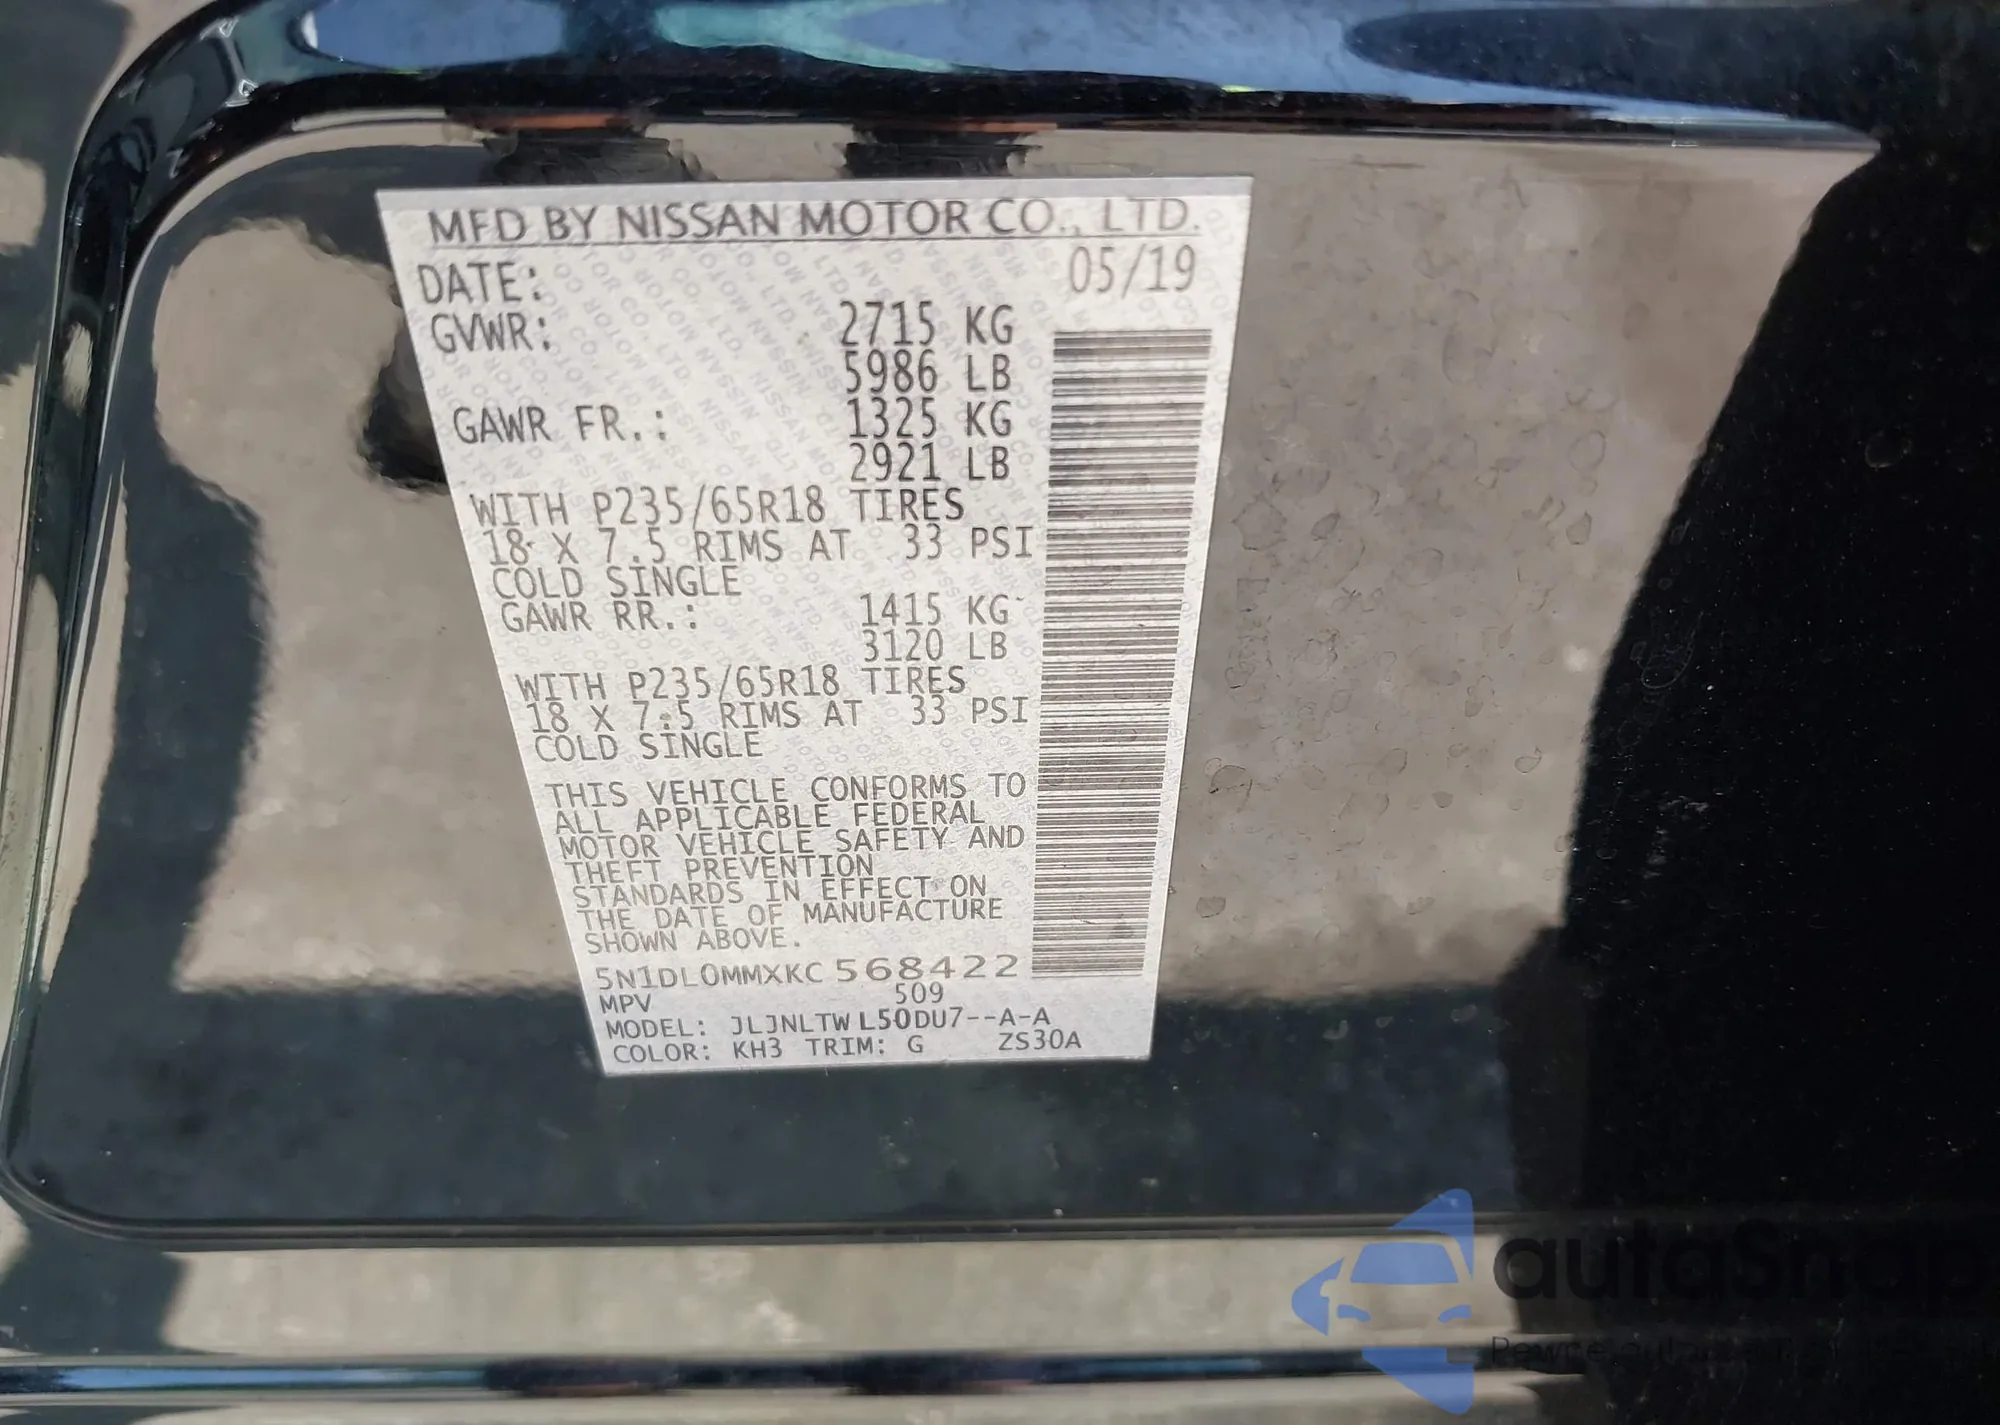 MFD BY NISSAN MOTOR CO., LTD.
DATE: 05/19
GVWR: 2715 KG
5986 LB
GAWR FR.: 1325 KG
2921 LB
WITH P235/65R18 TIRES
18 X 7.5 RIMS AT 33 PSI
COLD SINGLE
GAWR RR.: 1415 KG
3120 LB
WITH P235/65R18 TIRES
18 X 7.5 RIMS AT 33 PSI
COLD SINGLE
THIS VEHICLE CONFORMS TO
ALL APPLICABLE FEDERAL
MOTOR VEHICLE SAFETY AND
THEFT PREVENTION
STANDARDS IN EFFECT ON
THE DATE OF MANUFACTURE
SHOWN ABOVE.
5N1DL0MMXKC568422
MPV 509
MODEL: JLJNLTWL50DU7--A-A
COLOR: KH3 TRIM: G ZS30A
autaSnap